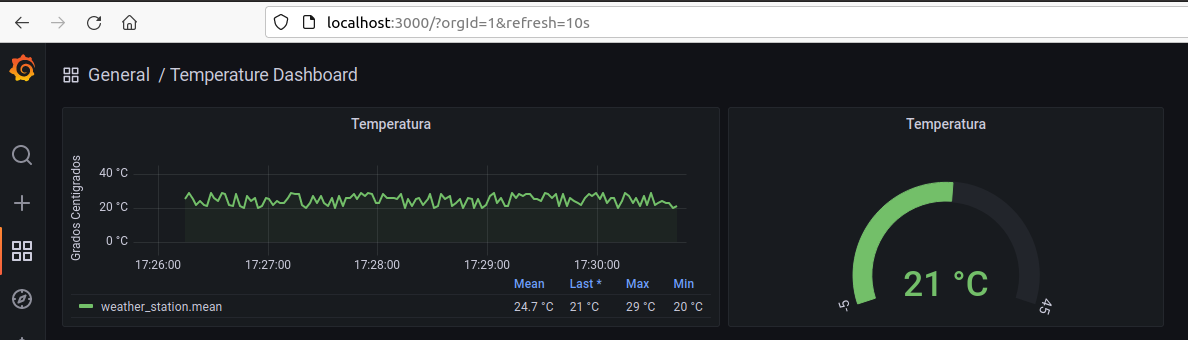 localhost:3000/?orgId=1&refresh=10s
General / Temperature Dashboard
Temperatura
Grados Centigrados
40 °C
20 °C
0 °C
17:26:00 17:27:00 17:28:00 17:29:00 17:30:00
Mean Last * Max Min
weather_station.mean 24.7 °C 21 °C 29 °C 20 °C
Temperatura
21 °C
-5 45